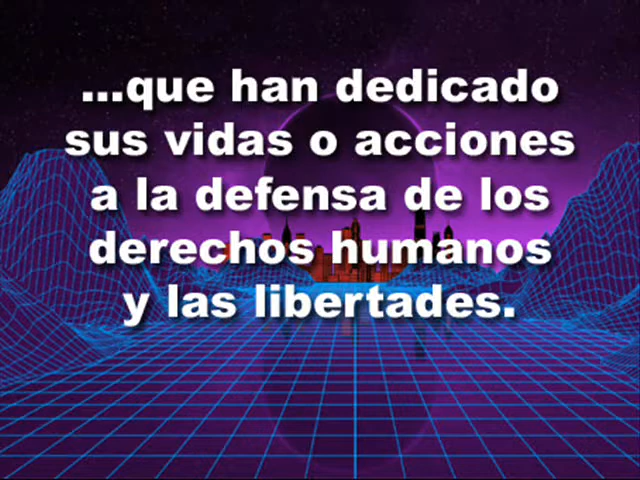 ...que han dedicado
sus vidas o acciones
a la defensa de los
derechos humanos
y las libertades.